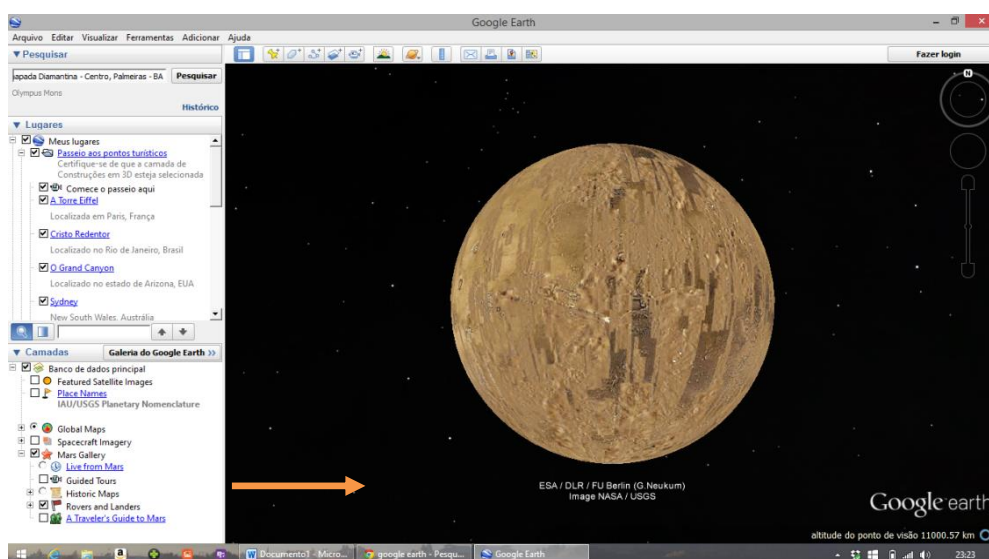 Google Earth
Arquivo Editar Visualizar Ferramentas Adicionar Ajuda
▼ Pesquisar
Fazer login
apada Diamantina - Centro, Palmeiras - BA Pesquisar
Olympus Mons
Histórico
N
▼ Lugares
Meus lugares
Passeio aos pontos turísticos
Certifique-se de que a camada de
Construções em 3D esteja selecionada
Comece o passeio aqui
A Torre Eiffel
Localizada em Paris, França
Cristo Redentor
Localizado no Rio de Janeiro, Brasil
O Grand Canyon
Localizado no estado de Arizona, EUA
Sydney
New South Wales, Austrália
▼ Camadas Galeria do Google Earth >>
Banco de dados principal
Featured Satellite Images
Place Names
IAU/USGS Planetary Nomenclature
Global Maps
Spacecraft Imagery
Mars Gallery
Live from Mars
Guided Tours
Historic Maps
Rovers and Landers
A Traveler's Guide to Mars
ESA / DLR / FU Berlin (G.Neukum)
Image NASA / USGS
Google earth
altitude do ponto de visão 11000.57 km
Documento1 - Micro...
google earth - Pesqu...
Google Earth
23:23